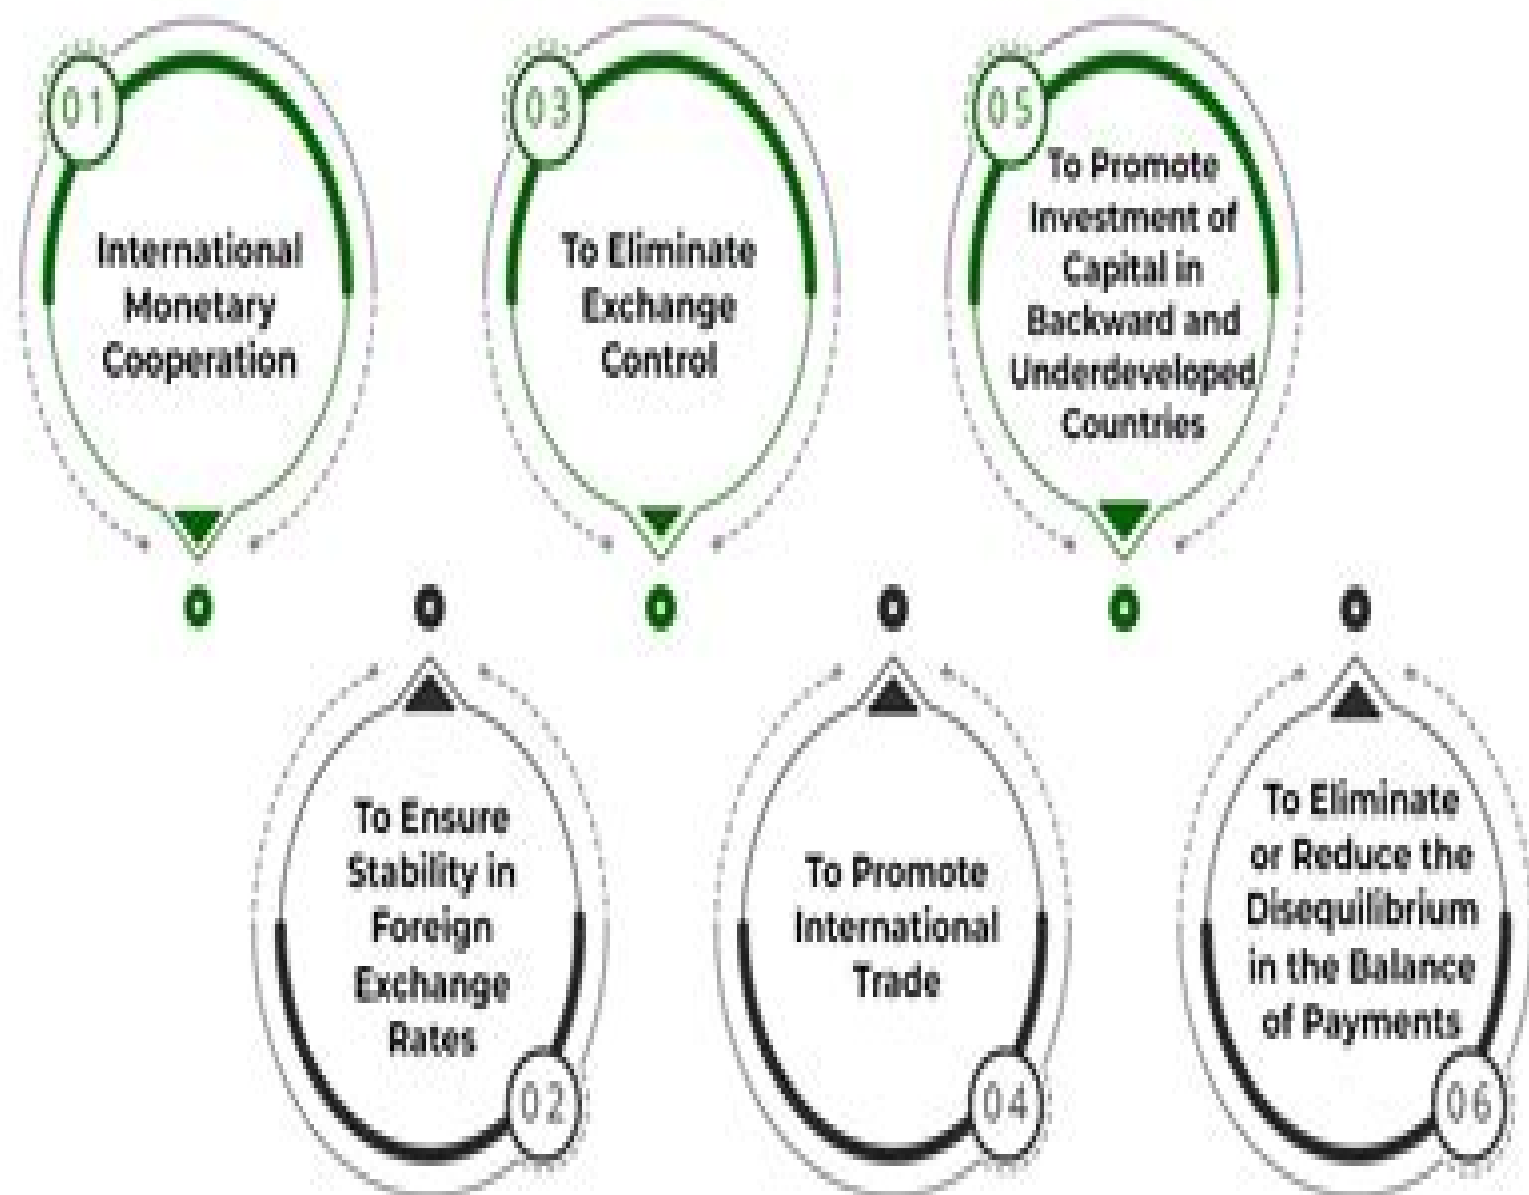 01
International
Monetary
Cooperation
02
To Ensure
Stability in
Foreign
Exchange
Rates
03
To Eliminate
Exchange
Control
04
To Promote
International
Trade
05
To Promote
Investment of
Capital in
Backward and
Underdeveloped
Countries
06
To Eliminate
or Reduce the
Disequilibrium
in the Balance
of Payments